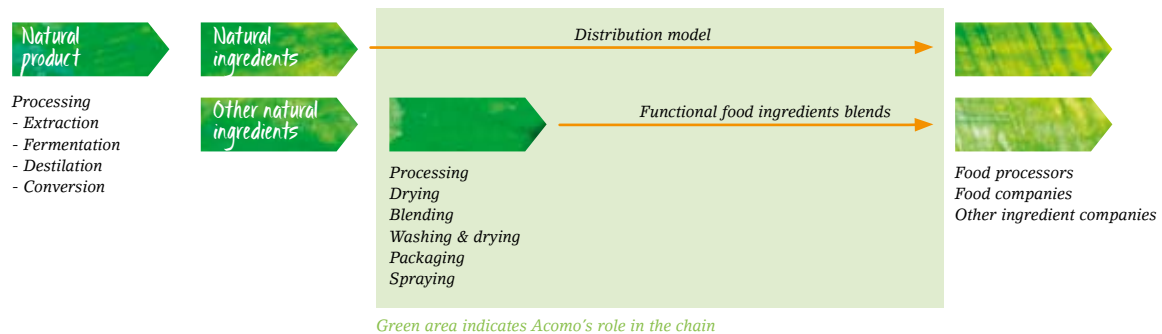 Natural
product
Natural
ingredients
Distribution model
Processing
- Extraction
- Fermentation
- Destilation
- Conversion
Other natural
ingredients
Functional food ingredients blends
Processing
Drying
Blending
Washing & drying
Packaging
Spraying
Food processors
Food companies
Other ingredient companies
Green area indicates Acomo´s role in the chain